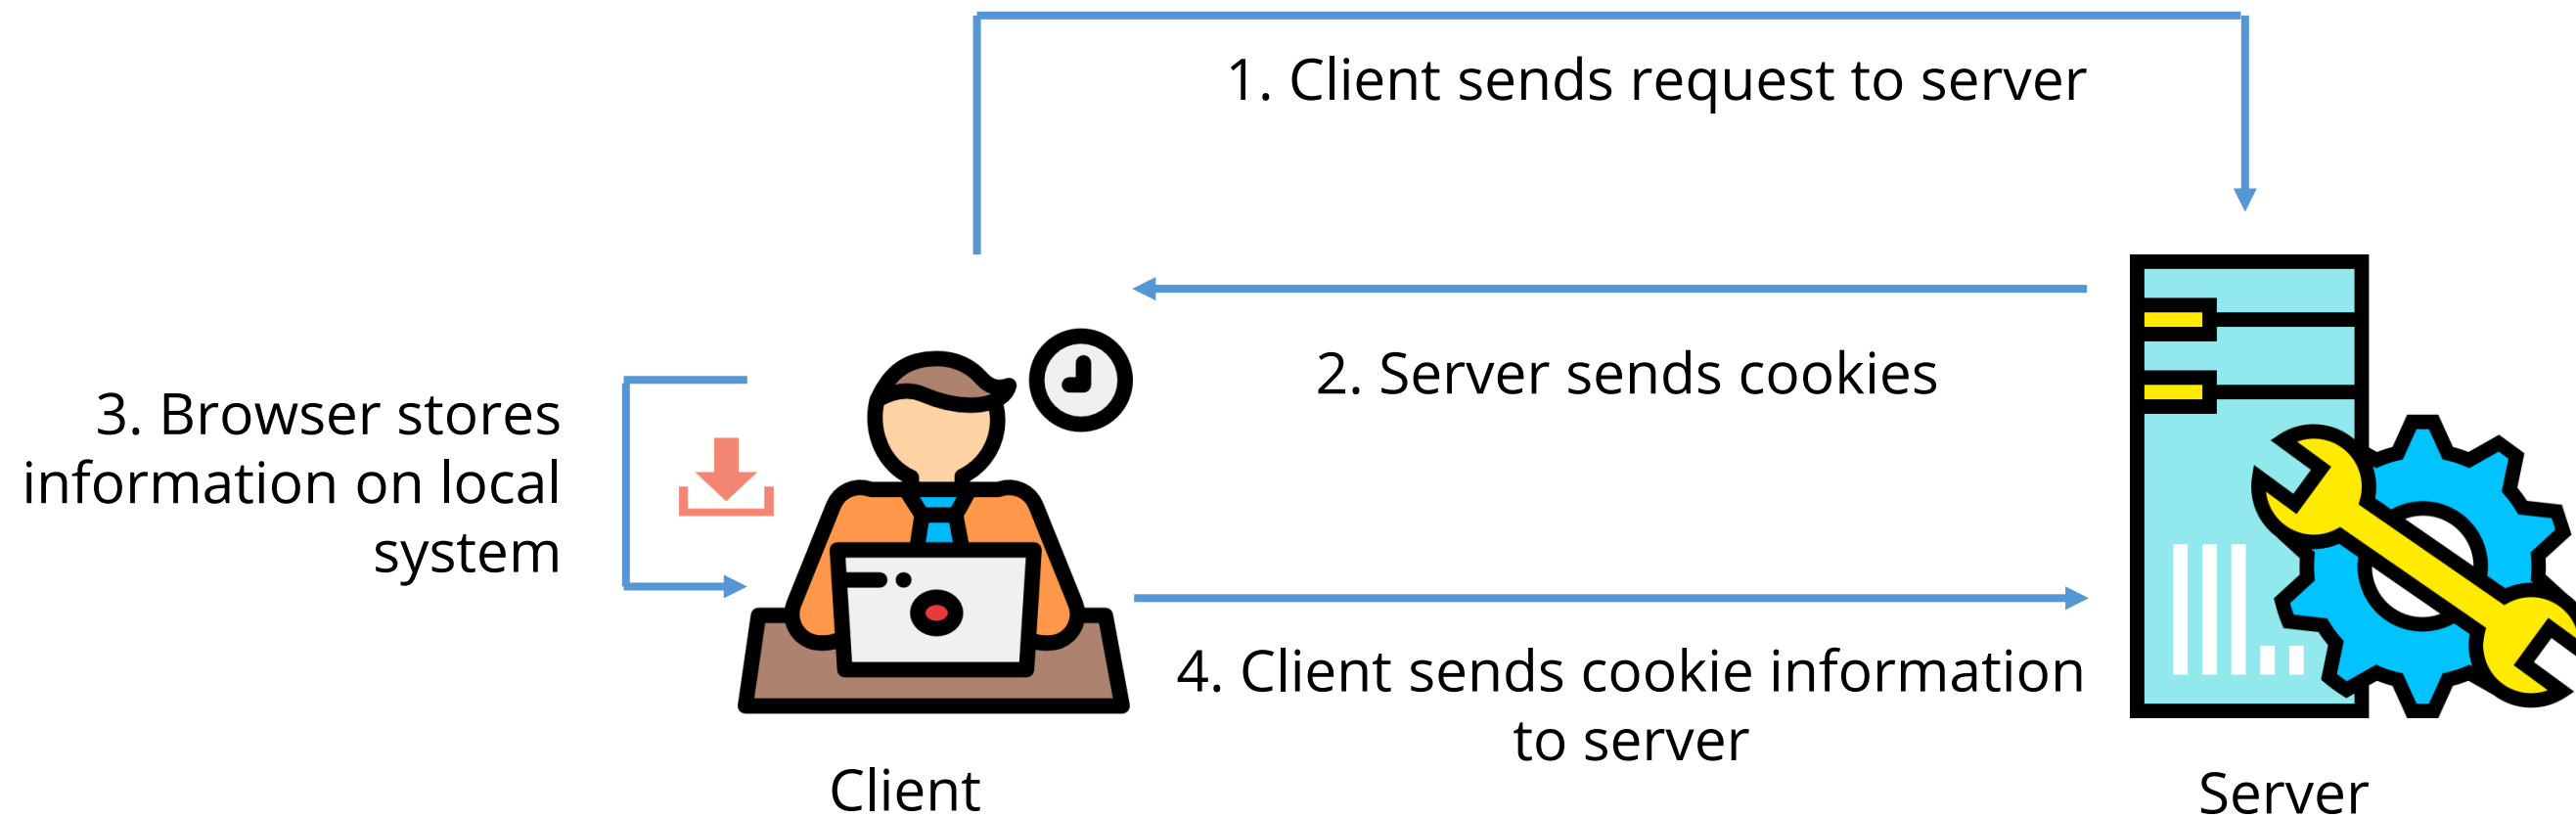 1. Client sends request to server
2. Server sends cookies
3. Browser stores
information on local
system
4. Client sends cookie information
to server
Client
Server